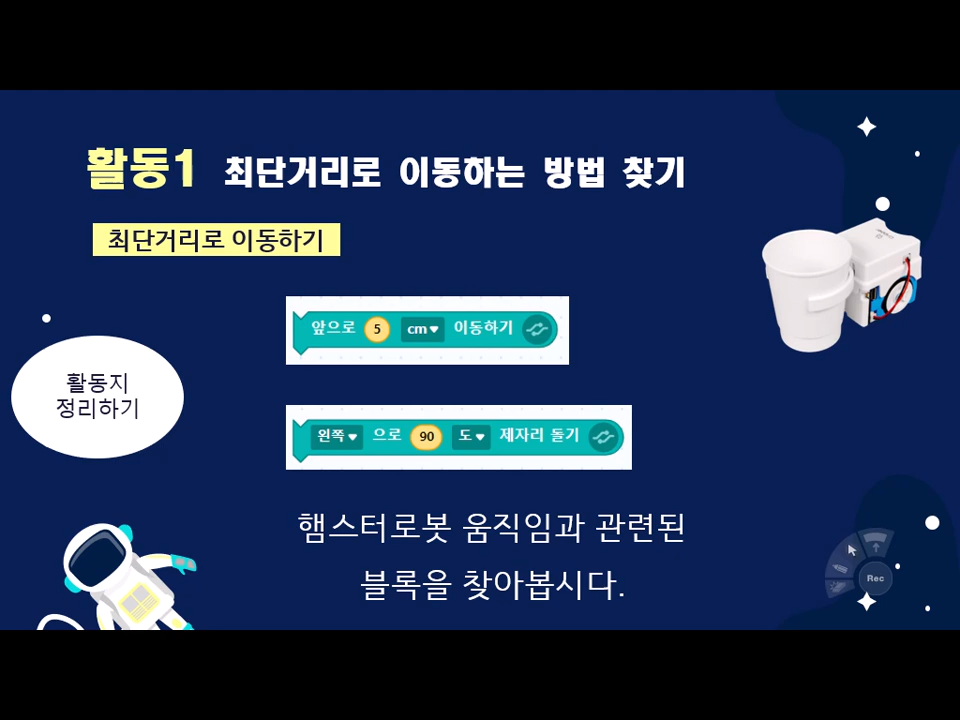 활동1 최단거리로 이동하는 방법 찾기
최단거리로 이동하기
앞으로 5 cm 이동하기
활동지
정리하기
왼쪽 으로 90 도 제자리 돌기
햄스터로봇 움직임과 관련된
블록을 찾아봅시다.
Rec